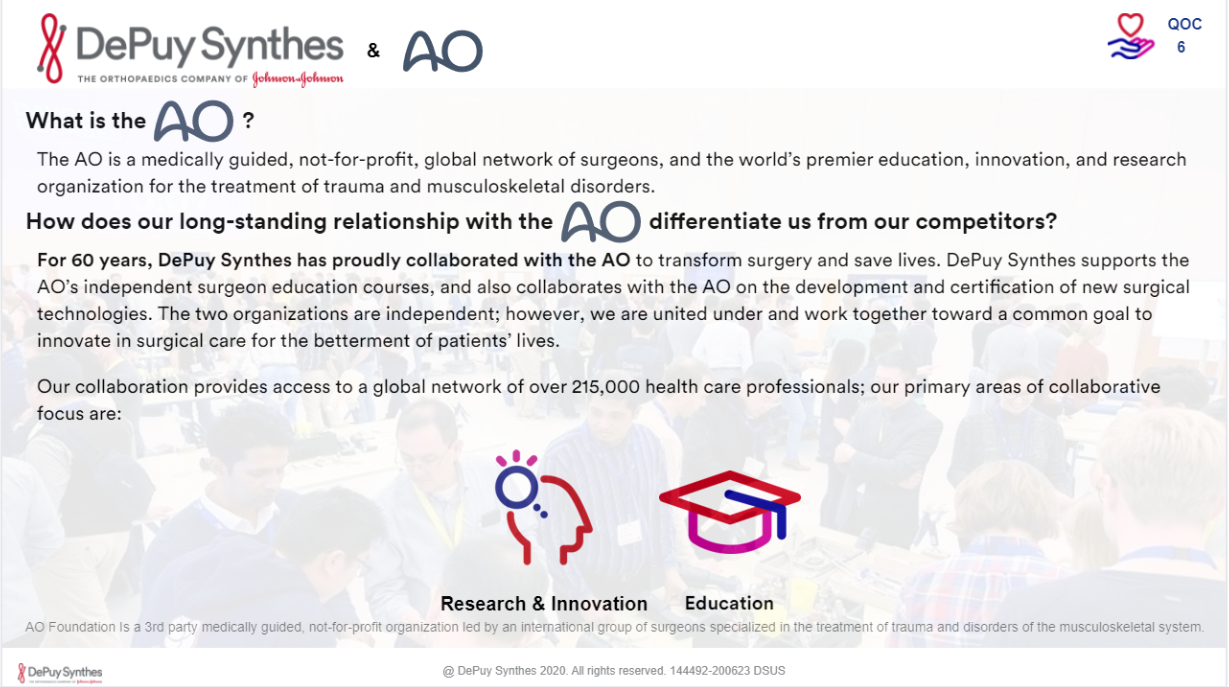 DePuy Synthes & AO
THE ORTHOPAEDICS COMPANY OF Johnson & Johnson
QOC
6
What is the AO ?
The AO is a medically guided, not-for-profit, global network of surgeons, and the world’s premier education, innovation, and research
organization for the treatment of trauma and musculoskeletal disorders.
How does our long-standing relationship with the AO differentiate us from our competitors?
For 60 years, DePuy Synthes has proudly collaborated with the AO to transform surgery and save lives. DePuy Synthes supports the
AO’s independent surgeon education courses, and also collaborates with the AO on the development and certification of new surgical
technologies. The two organizations are independent; however, we are united under and work together toward a common goal to
innovate in surgical care for the betterment of patients’ lives.
Our collaboration provides access to a global network of over 215,000 health care professionals; our primary areas of collaborative
focus are:
Research & Innovation
Education
AO Foundation Is a 3rd party medically guided, not-for-profit organization led by an international group of surgeons specialized in the treatment of trauma and disorders of the musculoskeletal system.
DePuy Synthes
THE ORTHOPAEDICS COMPANY OF Johnson & Johnson
@ DePuy Synthes 2020. All rights reserved. 144492-200623 DSUS